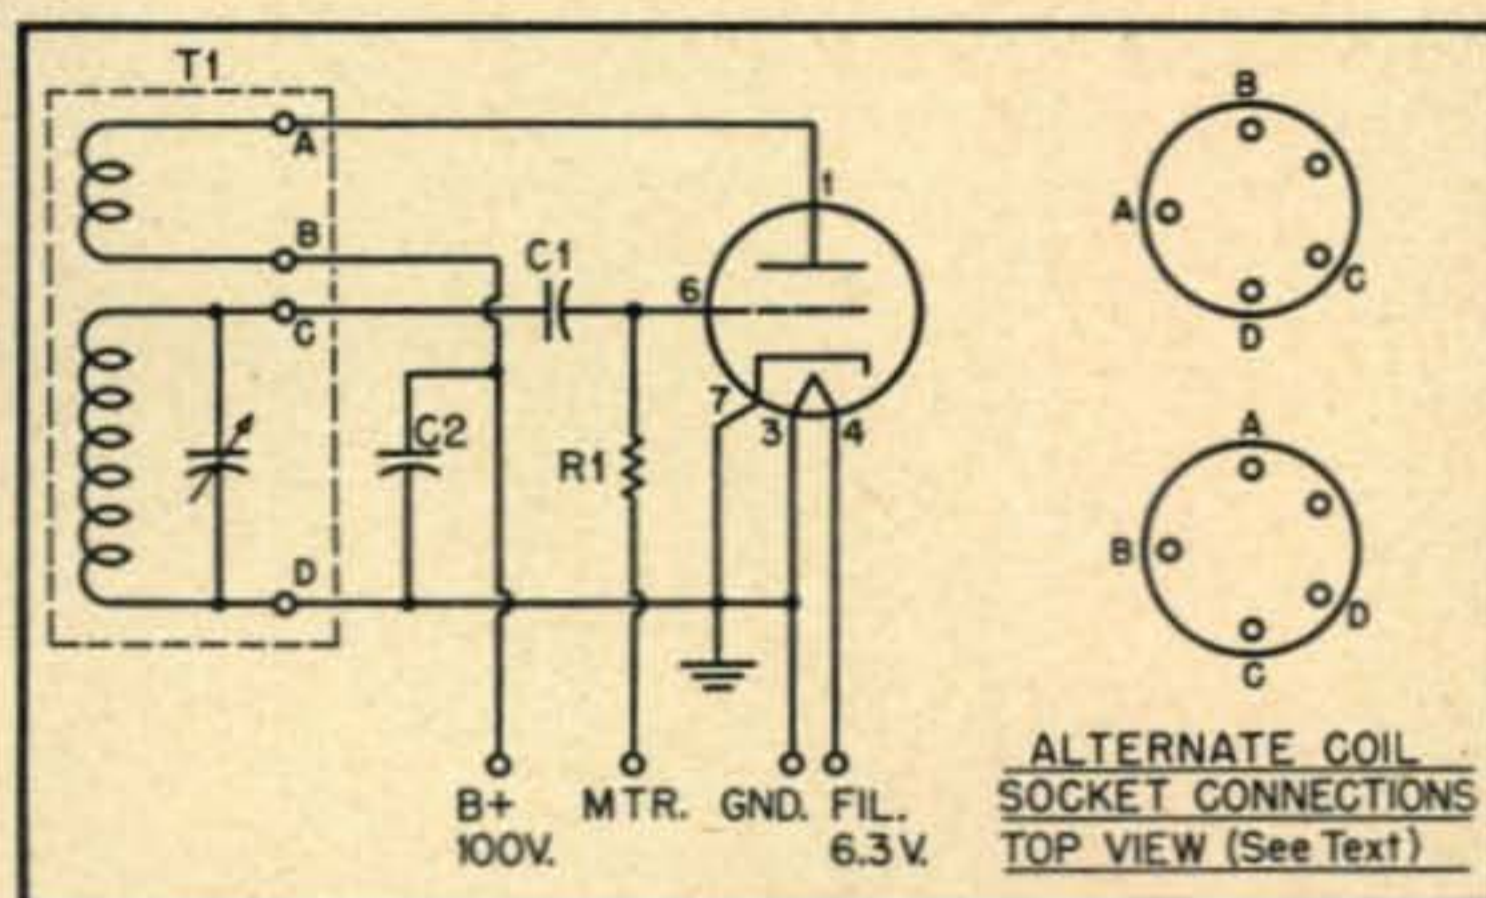 T1
A
B
C
D
C1
C2
R1
1
6
7
3
4
B+
100V.
MTR.
GND.
FIL.
6.3V.
B
A
C
D
A
B
D
C
ALTERNATE COIL
SOCKET CONNECTIONS
TOP VIEW (See Text)